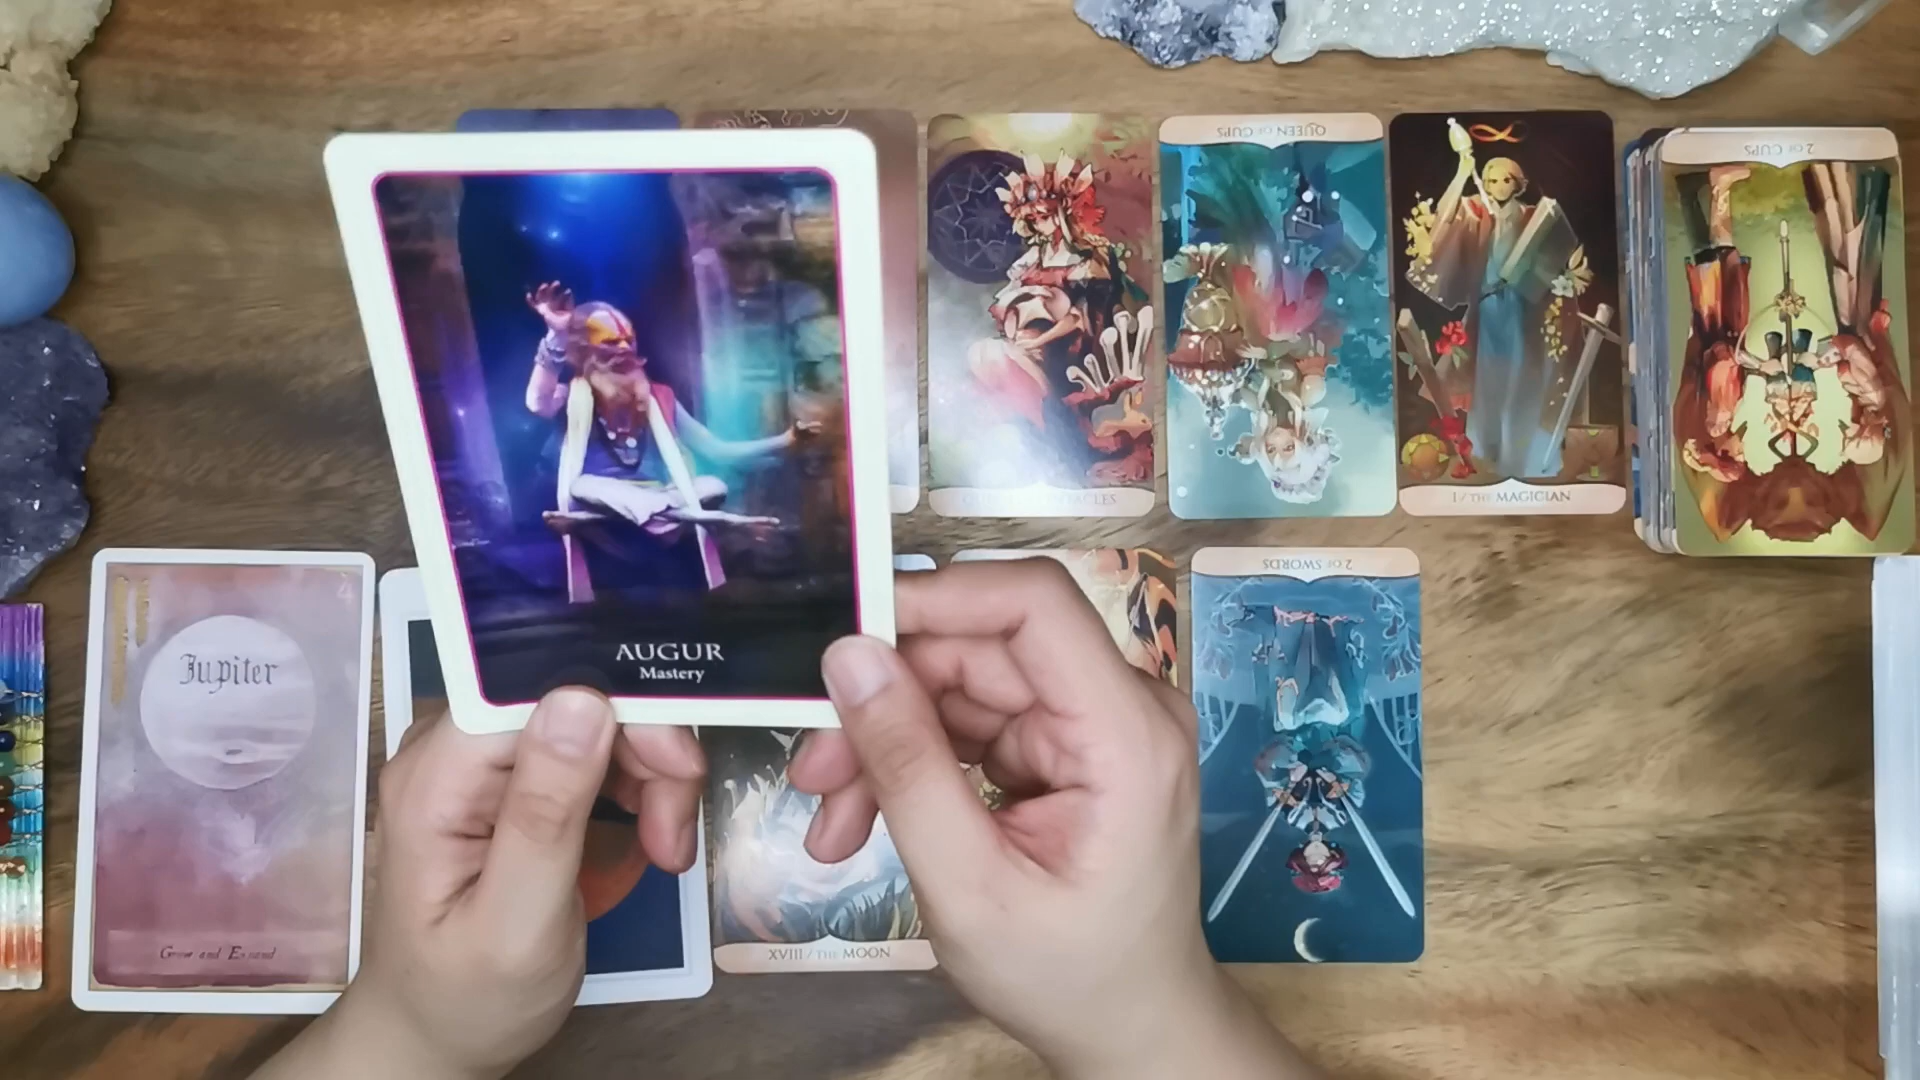 2 OF CUPS
QUEEN OF CUPS
I / THE MAGICIAN
AUGUR
Mastery
2 OF SWORDS
Jupiter
Grow and Expand
XVIII / THE MOON